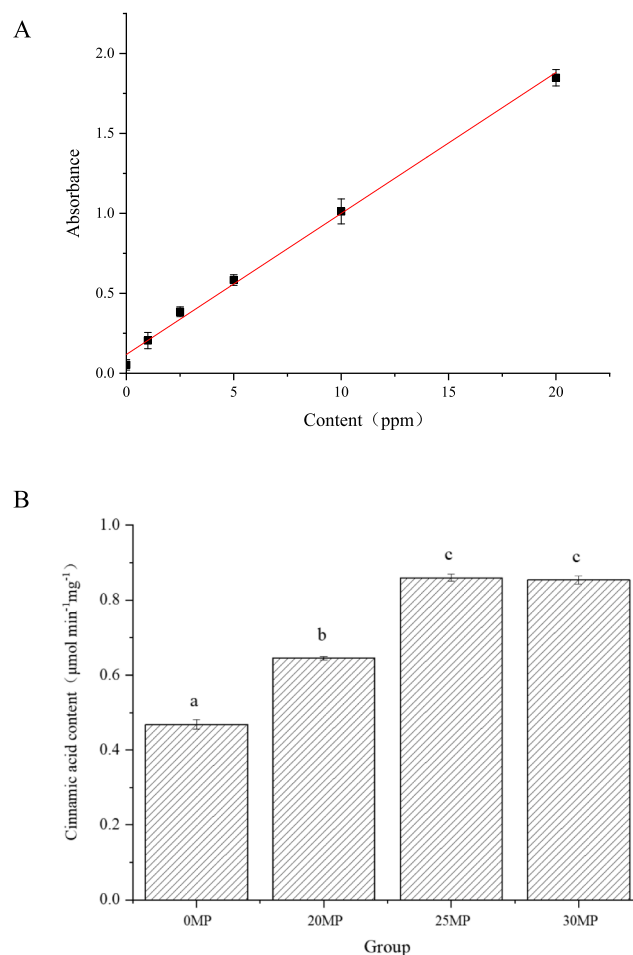 A
2.0
1.5
1.0
0.5
0.0
Absorbance
0 5 10 15 20
Content（ppm）
B
1.0
0.8
0.6
0.4
0.2
0.0
Cinnamic acid content（μmol min⁻¹mg⁻¹）
a
b
c
c
0MP 20MP 25MP 30MP
Group